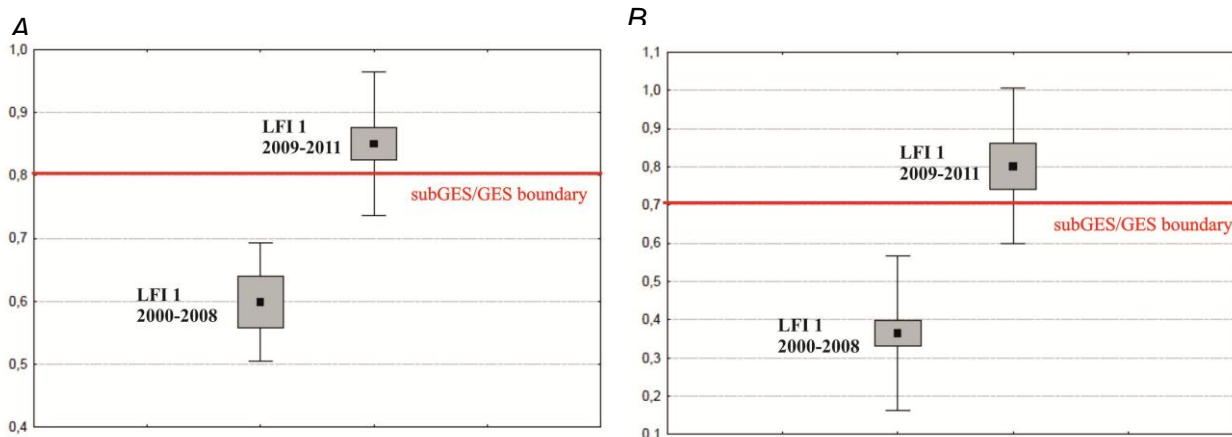 A
1,0
0,9
0,8
0,7
0,6
0,5
0,4
LFI 1
2009-2011
subGES/GES boundary
LFI 1
2000-2008
B
1,1
1,0
0,9
0,8
0,7
0,6
0,5
0,4
0,3
0,2
0,1
LFI 1
2009-2011
subGES/GES boundary
LFI 1
2000-2008